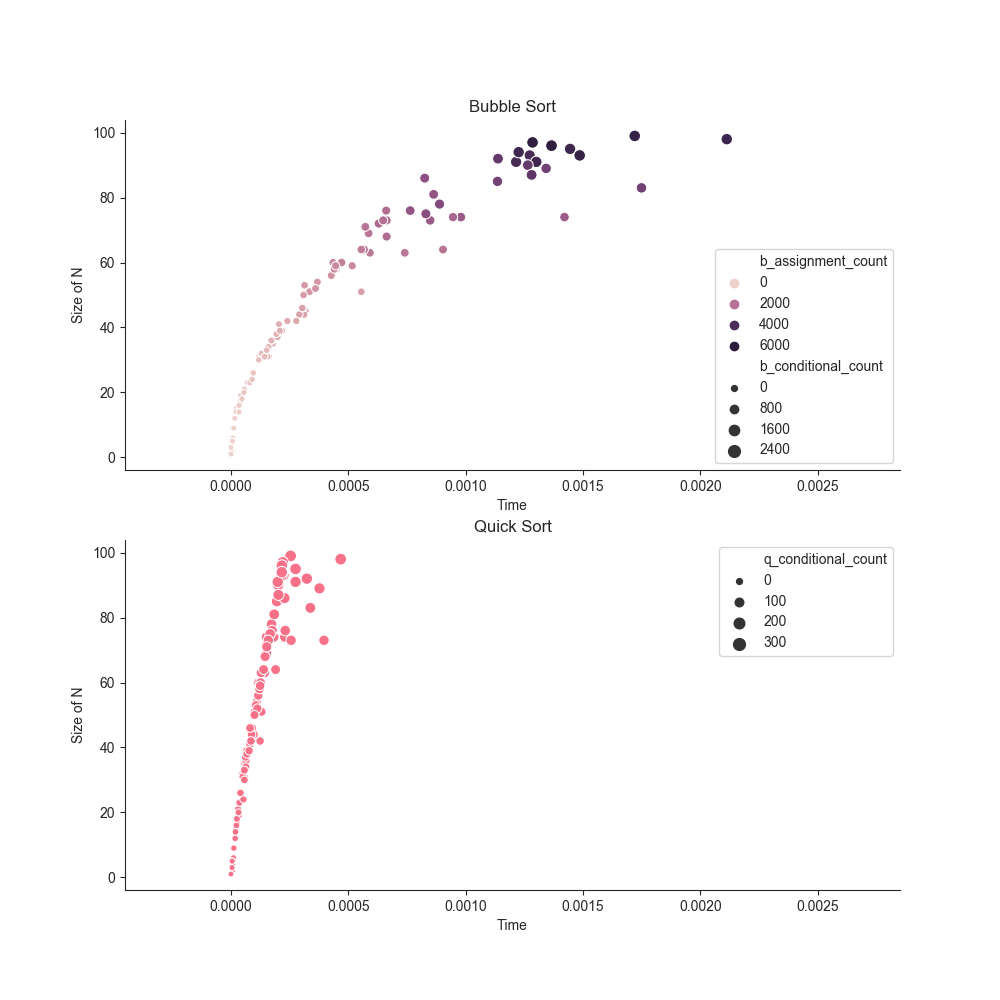 Bubble Sort
100
80
60
40
20
0
Size of N
b_assignment_count
0
2000
4000
6000
b_conditional_count
0
800
1600
2400
0.0000 0.0005 0.0010 0.0015 0.0020 0.0025
Time
Quick Sort
100
80
60
40
20
0
Size of N
q_conditional_count
0
100
200
300
0.0000 0.0005 0.0010 0.0015 0.0020 0.0025
Time